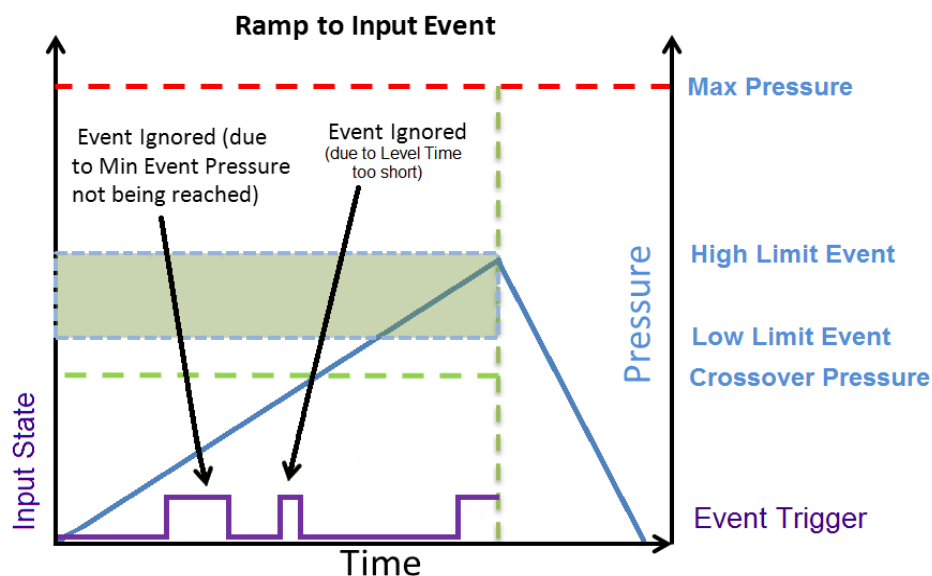 Ramp to Input Event
Max Pressure
Event Ignored (due
to Min Event Pressure
not being reached)
Event Ignored
(due to Level Time
too short)
High Limit Event
Low Limit Event
Crossover Pressure
Pressure
Input State
Event Trigger
Time